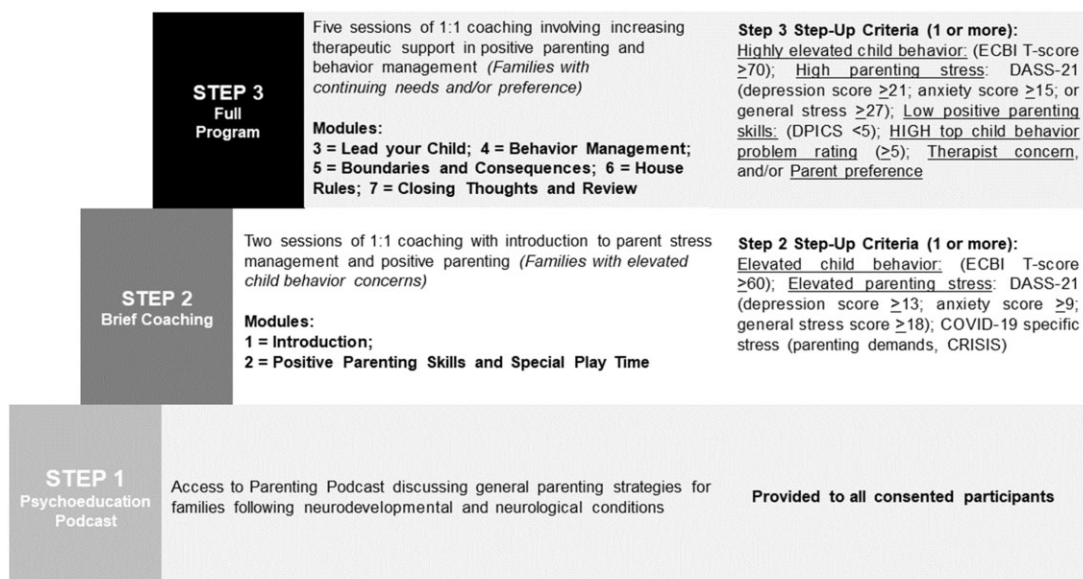 STEP 3
Full
Program
Five sessions of 1:1 coaching involving increasing
therapeutic support in positive parenting and
behavior management (Families with
continuing needs and/or preference)
Modules:
3 = Lead your Child; 4 = Behavior Management;
5 = Boundaries and Consequences; 6 = House
Rules; 7 = Closing Thoughts and Review
Step 3 Step-Up Criteria (1 or more):
Highly elevated child behavior: (ECBI T-score
≥70); High parenting stress: DASS-21
(depression score ≥21; anxiety score ≥15; or
general stress ≥27); Low positive parenting
skills: (DPICS <5); HIGH top child behavior
problem rating (≥5); Therapist concern,
and/or Parent preference
STEP 2
Brief Coaching
Two sessions of 1:1 coaching with introduction to parent stress
management and positive parenting (Families with elevated
child behavior concerns)
Modules:
1 = Introduction;
2 = Positive Parenting Skills and Special Play Time
Step 2 Step-Up Criteria (1 or more):
Elevated child behavior: (ECBI T-score
≥60); Elevated parenting stress: DASS-21
(depression score ≥13; anxiety score ≥9;
general stress score ≥18); COVID-19 specific
stress (parenting demands, CRISIS)
STEP 1
Psychoeducation
Podcast
Access to Parenting Podcast discussing general parenting strategies for
families following neurodevelopmental and neurological conditions
Provided to all consented participants